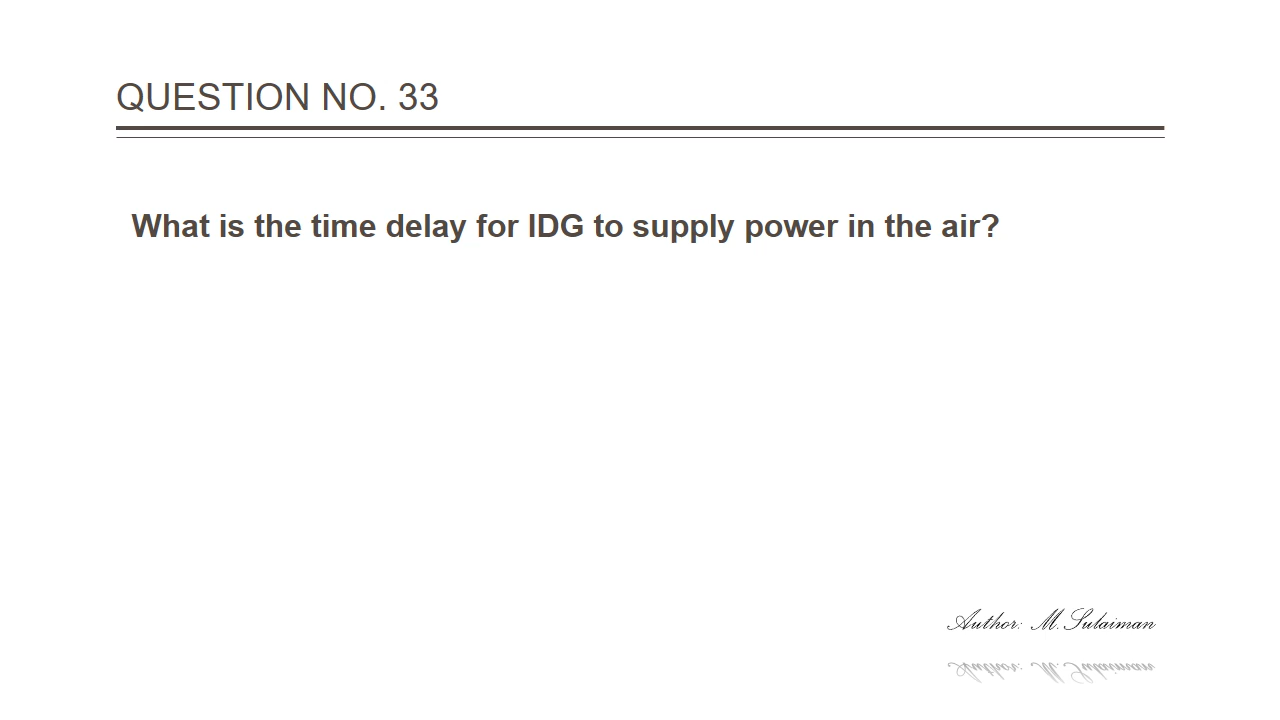 QUESTION NO. 33
What is the time delay for IDG to supply power in the air?
Author: M.Sulaiman